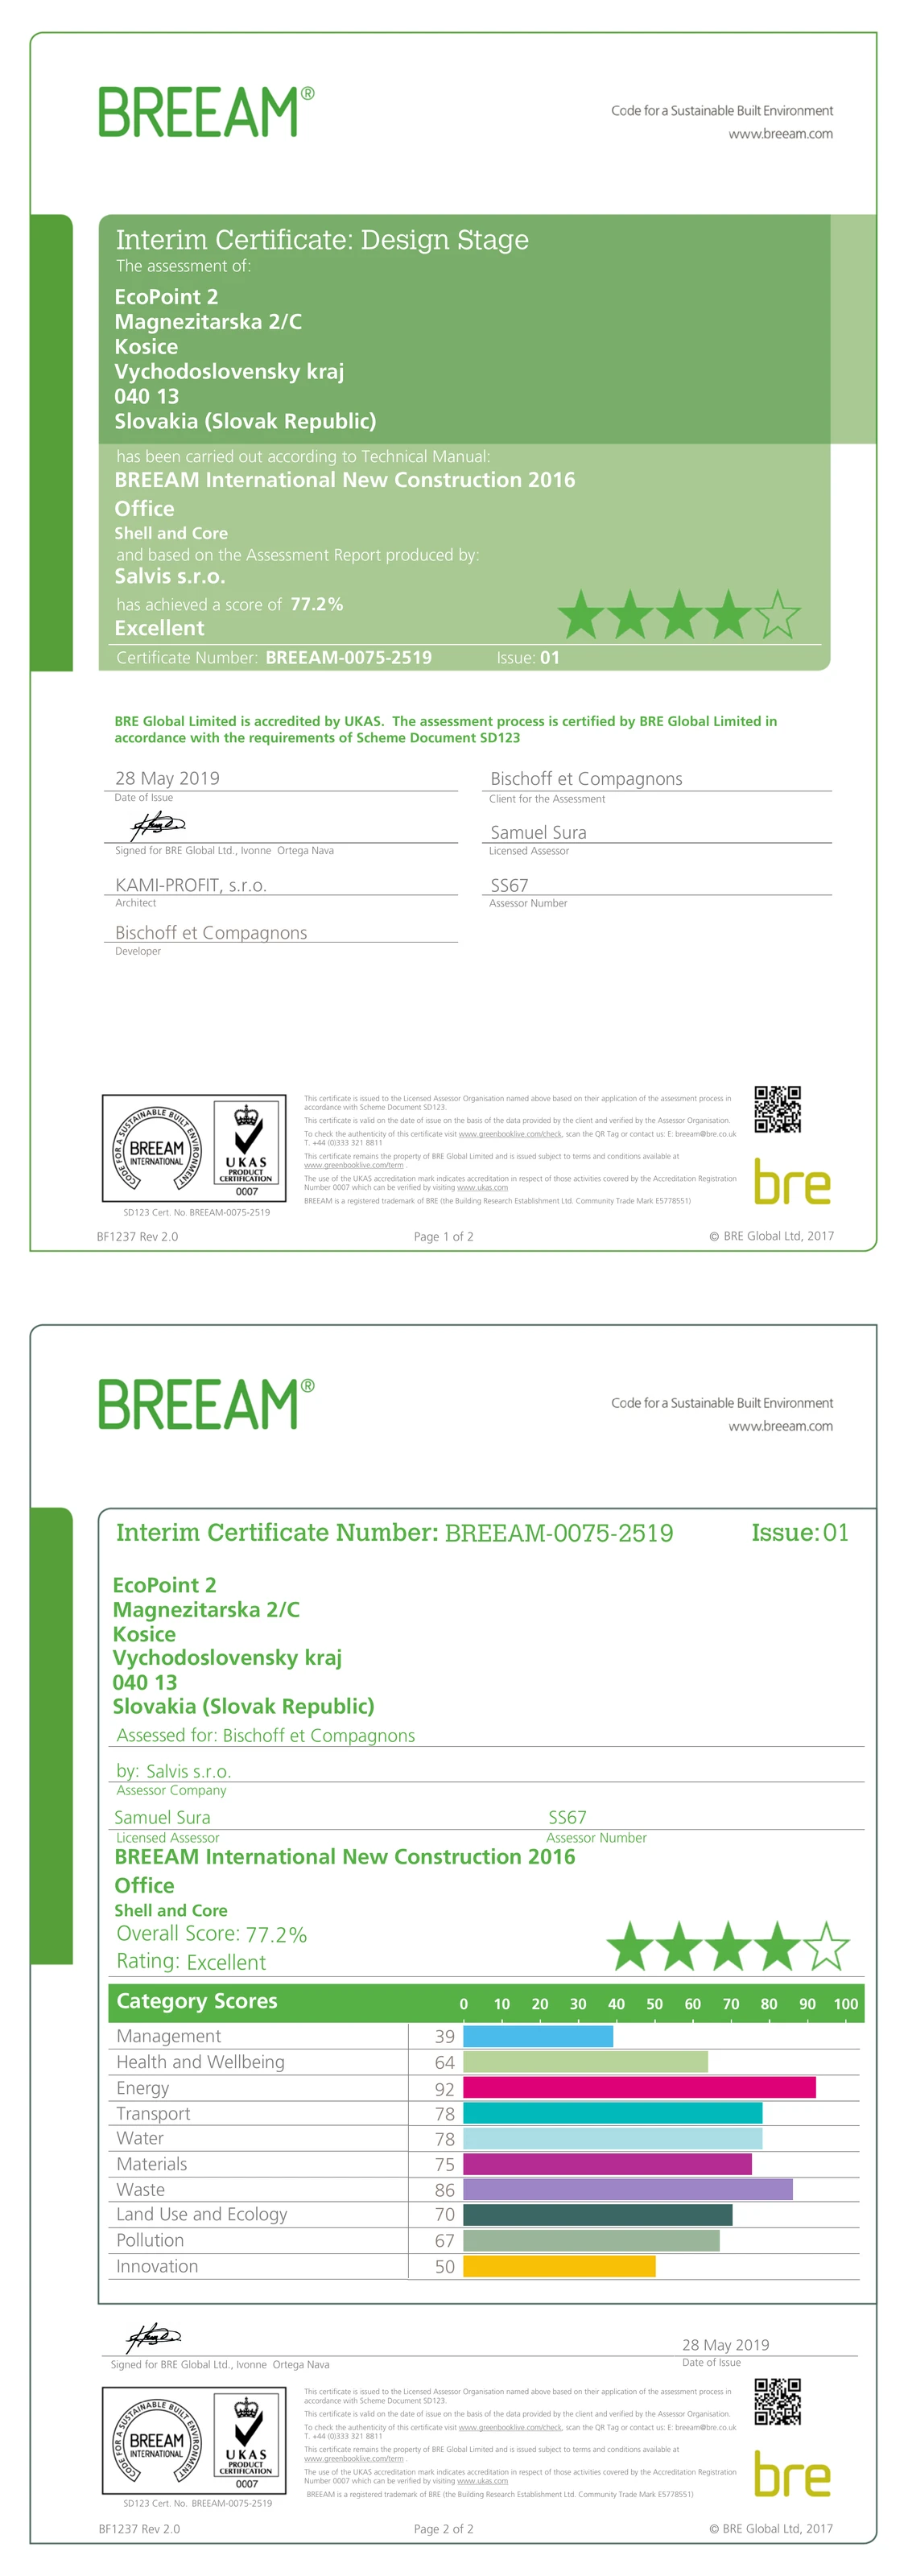 BREEAM®
Code for a Sustainable Built Environment
www.breeam.com
Interim Certificate: Design Stage
The assessment of:
EcoPoint 2
Magnezitarska 2/C
Kosice
Vychodoslovensky kraj
040 13
Slovakia (Slovak Republic)
has been carried out according to Technical Manual:
BREEAM International New Construction 2016
Office
Shell and Core
and based on the Assessment Report produced by:
Salvis s.r.o.
has achieved a score of 77.2%
Excellent
Certificate Number: BREEAM-0075-2519 Issue: 01
BRE Global Limited is accredited by UKAS. The assessment process is certified by BRE Global Limited in
accordance with the requirements of Scheme Document SD123
28 May 2019
Date of Issue
Bischoff et Compagnons
Client for the Assessment
Signed for BRE Global Ltd., Ivonne Ortega Nava
Samuel Sura
Licensed Assessor
KAMI-PROFIT, s.r.o.
Architect
SS67
Assessor Number
Bischoff et Compagnons
Developer
CODE FOR A SUSTAINABLE BUILT ENVIRONMENT
BREEAM
INTERNATIONAL
UKAS
PRODUCT
CERTIFICATION
0007
SD123 Cert. No. BREEAM-0075-2519
This certificate is issued to the Licensed Assessor Organisation named above based on their application of the assessment process in
accordance with Scheme Document SD123.
This certificate is valid on the date of issue on the basis of the data provided by the client and verified by the Assessor Organisation.
To check the authenticity of this certificate visit www.greenbooklive.com/check, scan the QR Tag or contact us: E: breeam@bre.co.uk
T. +44 (0)333 321 8811
This certificate remains the property of BRE Global Limited and is issued subject to terms and conditions available at
www.greenbooklive.com/term .
The use of the UKAS accreditation mark indicates accreditation in respect of those activities covered by the Accreditation Registration
Number 0007 which can be verified by visiting www.ukas.com
BREEAM is a registered trademark of BRE (the Building Research Establishment Ltd. Community Trade Mark E5778551)
bre
BF1237 Rev 2.0
Page 1 of 2
© BRE Global Ltd, 2017
BREEAM®
Code for a Sustainable Built Environment
www.breeam.com
Interim Certificate Number: BREEAM-0075-2519 Issue: 01
EcoPoint 2
Magnezitarska 2/C
Kosice
Vychodoslovensky kraj
040 13
Slovakia (Slovak Republic)
Assessed for: Bischoff et Compagnons
by: Salvis s.r.o.
Assessor Company
Samuel Sura SS67
Licensed Assessor Assessor Number
BREEAM International New Construction 2016
Office
Shell and Core
Overall Score: 77.2%
Rating: Excellent
Category Scores 0 10 20 30 40 50 60 70 80 90 100
Management 39
Health and Wellbeing 64
Energy 92
Transport 78
Water 78
Materials 75
Waste 86
Land Use and Ecology 70
Pollution 67
Innovation 50
28 May 2019
Signed for BRE Global Ltd., Ivonne Ortega Nava
Date of Issue
CODE FOR A SUSTAINABLE BUILT ENVIRONMENT
BREEAM
INTERNATIONAL
UKAS
PRODUCT
CERTIFICATION
0007
SD123 Cert. No. BREEAM-0075-2519
This certificate is issued to the Licensed Assessor Organisation named above based on their application of the assessment process in
accordance with Scheme Document SD123.
This certificate is valid on the date of issue on the basis of the data provided by the client and verified by the Assessor Organisation.
To check the authenticity of this certificate visit www.greenbooklive.com/check, scan the QR Tag or contact us: E: breeam@bre.co.uk
T. +44 (0)333 321 8811
This certificate remains the property of BRE Global Limited and is issued subject to terms and conditions available at
www.greenbooklive.com/term .
The use of the UKAS accreditation mark indicates accreditation in respect of those activities covered by the Accreditation Registration
Number 0007 which can be verified by visiting www.ukas.com
BREEAM is a registered trademark of BRE (the Building Research Establishment Ltd. Community Trade Mark E5778551)
bre
BF1237 Rev 2.0
Page 2 of 2
© BRE Global Ltd, 2017